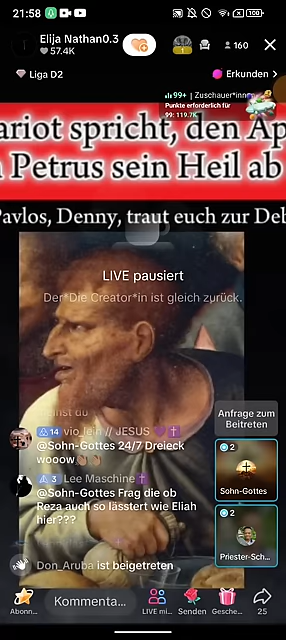 21:58
100
Elija Nathan0.3
57.4K
160
Liga D2
Erkunden >
99+ | Zuschauer*innen
Punkte erforderlich für
99: 119.7K
ariot spricht, den Ap
Petrus sein Heil ab
Pavlos, Denny, traut euch zur Deb
LIVE pausiert
Der*Die Creator*in ist gleich zurück.
du
14 vio_lein // JESUS
@Sohn-Gottes 24/7 Dreieck
wooow
3 Lee Maschine
@Sohn-Gottes Frag die ob
Reza auch so lässtert wie Eliah
hier???
Don_Aruba ist beigetreten
Anfrage zum
Beitreten
2
Sohn-Gottes
2
Priester-Sch...
Abonn...
Kommenta...
LIVE mi...
Senden
Gesche...
25